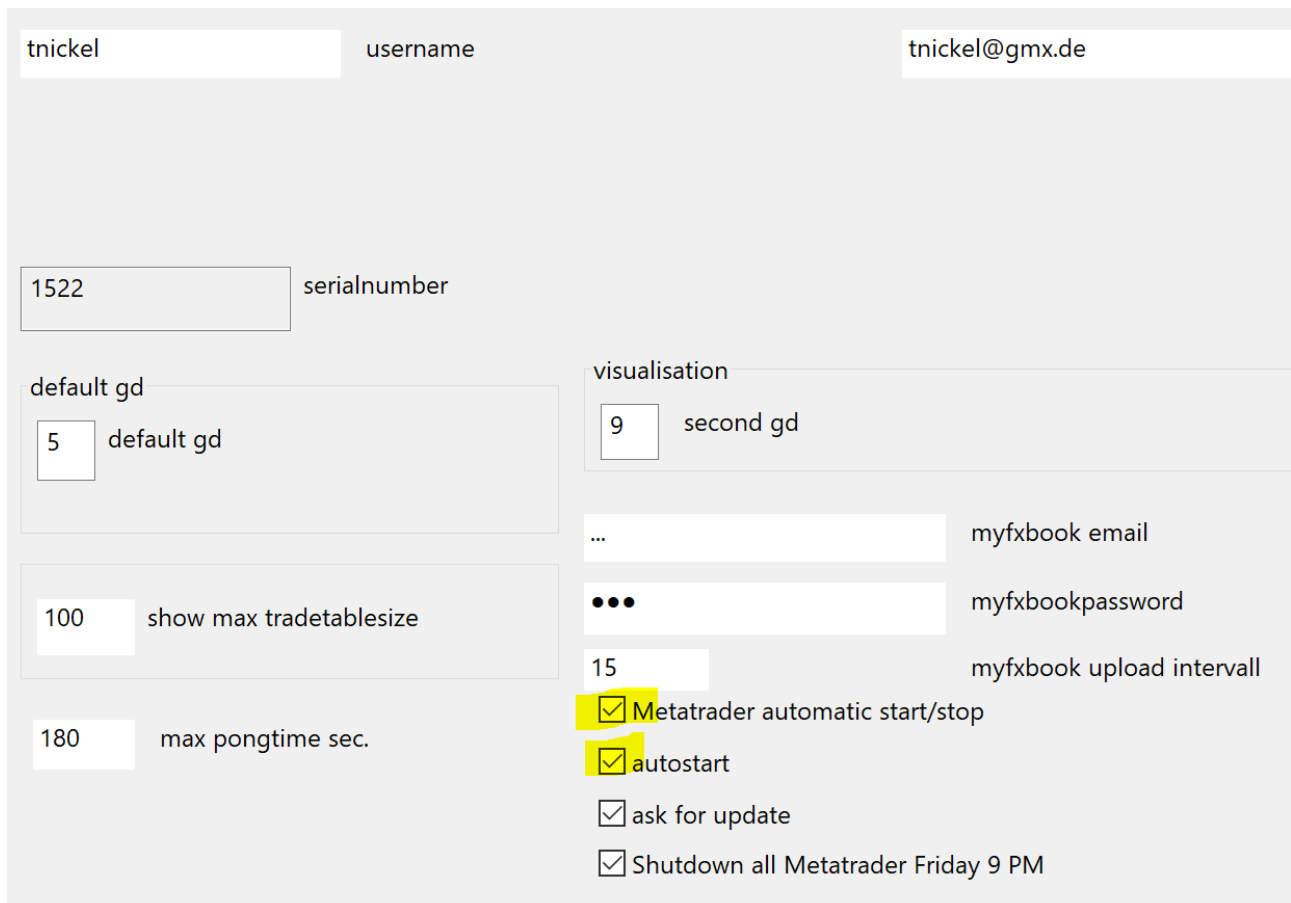 tnickel username tnickel@gmx.de
1522 serialnumber
default gd
5 default gd
visualisation
9 second gd
... myfxbook email
●●● myfxbookpassword
15 myfxbook upload intervall
100 show max tradetablesize
180 max pongtime sec.
Metatrader automatic start/stop
autostart
ask for update
Shutdown all Metatrader Friday 9 PM